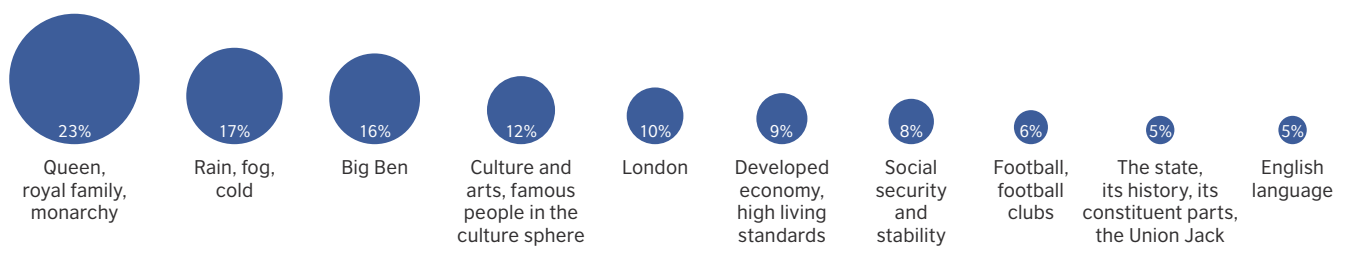 23%
Queen,
royal family,
monarchy
17%
Rain, fog,
cold
16%
Big Ben
12%
Culture and
arts, famous
people in the
culture sphere
10%
London
9%
Developed
economy,
high living
standards
8%
Social
security
and
stability
6%
Football,
football
clubs
5%
The state,
its history, its
constituent parts,
the Union Jack
5%
English
language